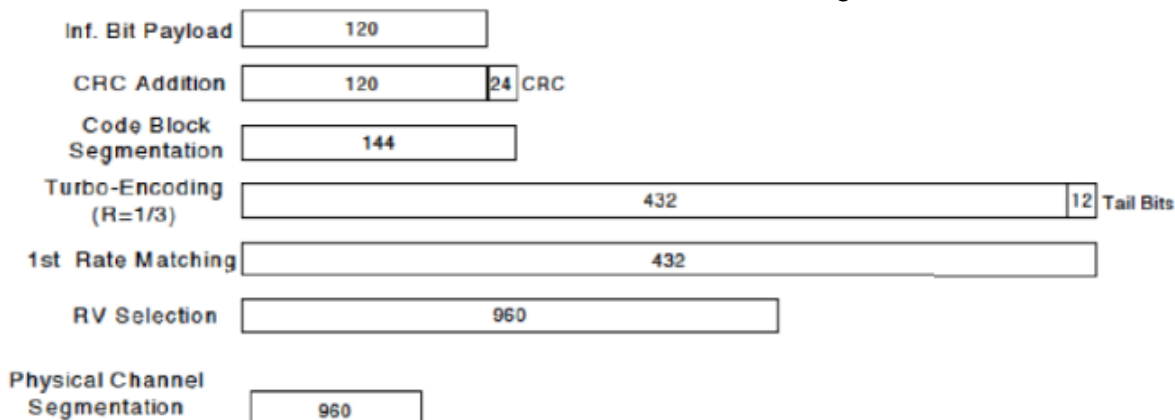 Inf. Bit Payload 120
CRC Addition 120 24 CRC
Code Block
Segmentation 144
Turbo-Encoding
(R=1/3) 432 12 Tail Bits
1st Rate Matching 432
RV Selection 960
Physical Channel
Segmentation 960